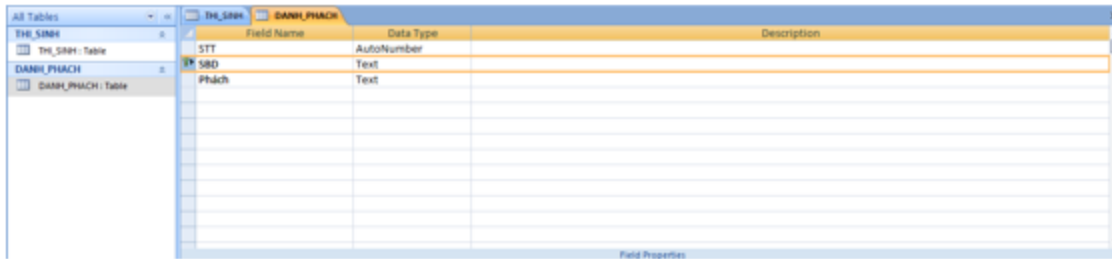 All Tables
THI_SINH
THI_SINH : Table
DANH_PHACH
DANH_PHACH : Table
THI_SINH DANH_PHACH
Field Name Data Type Description
STT AutoNumber
SBD Text
Phách Text
Field Properties